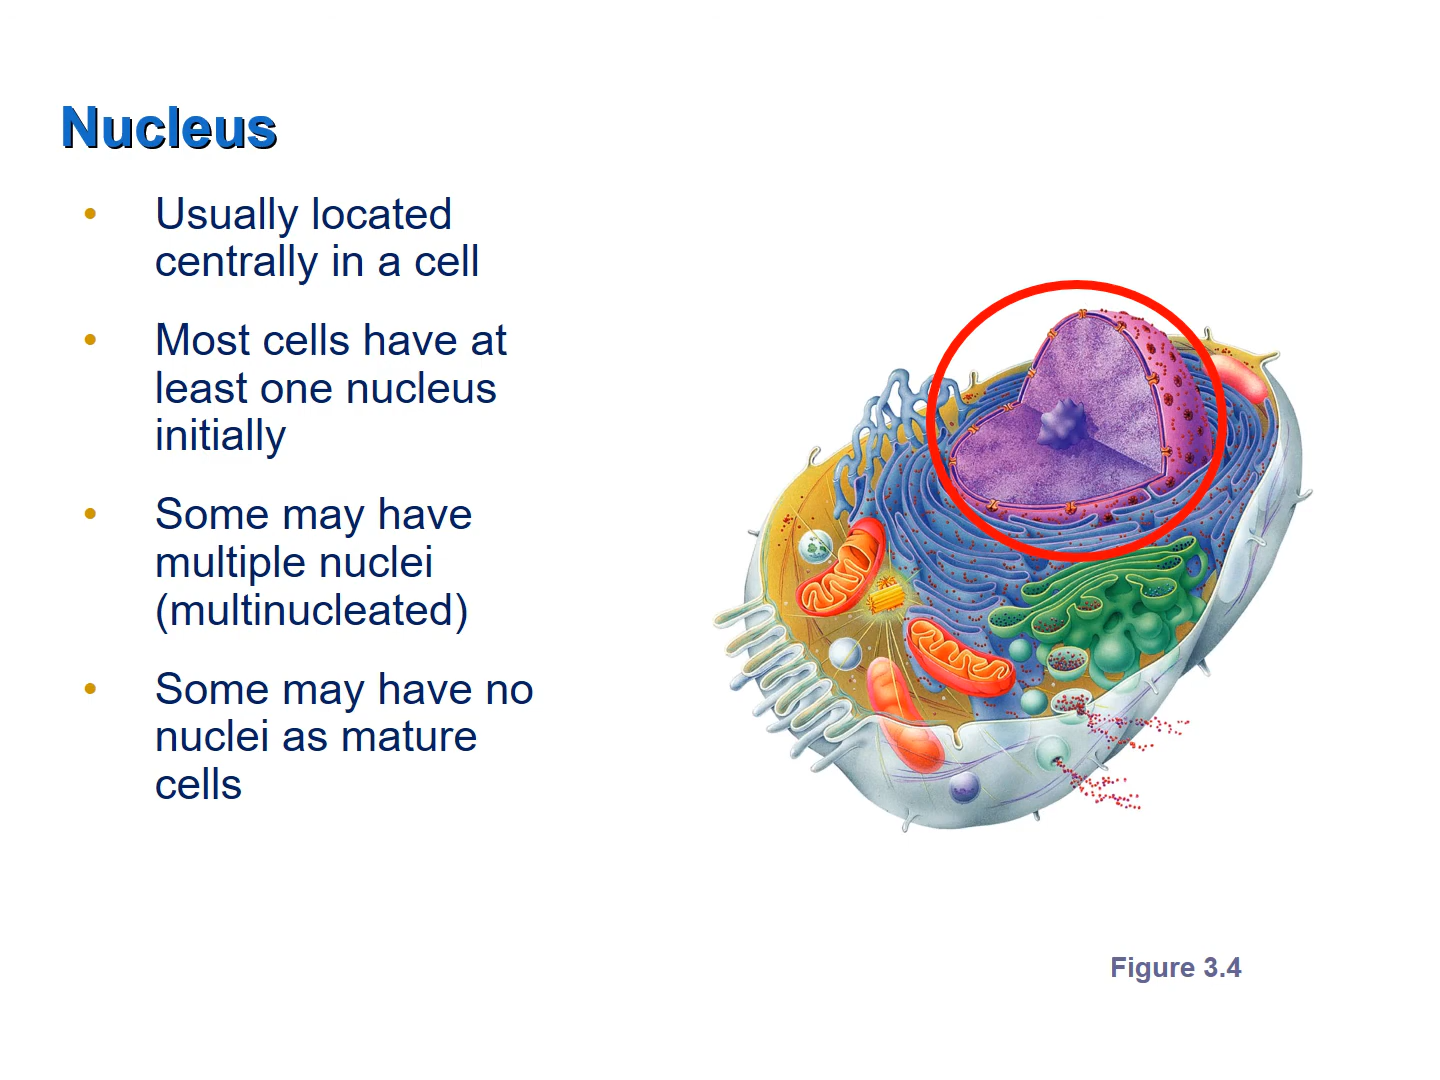 Nucleus
• Usually located
centrally in a cell
• Most cells have at
least one nucleus
initially
• Some may have
multiple nuclei
(multinucleated)
• Some may have no
nuclei as mature
cells
Figure 3.4